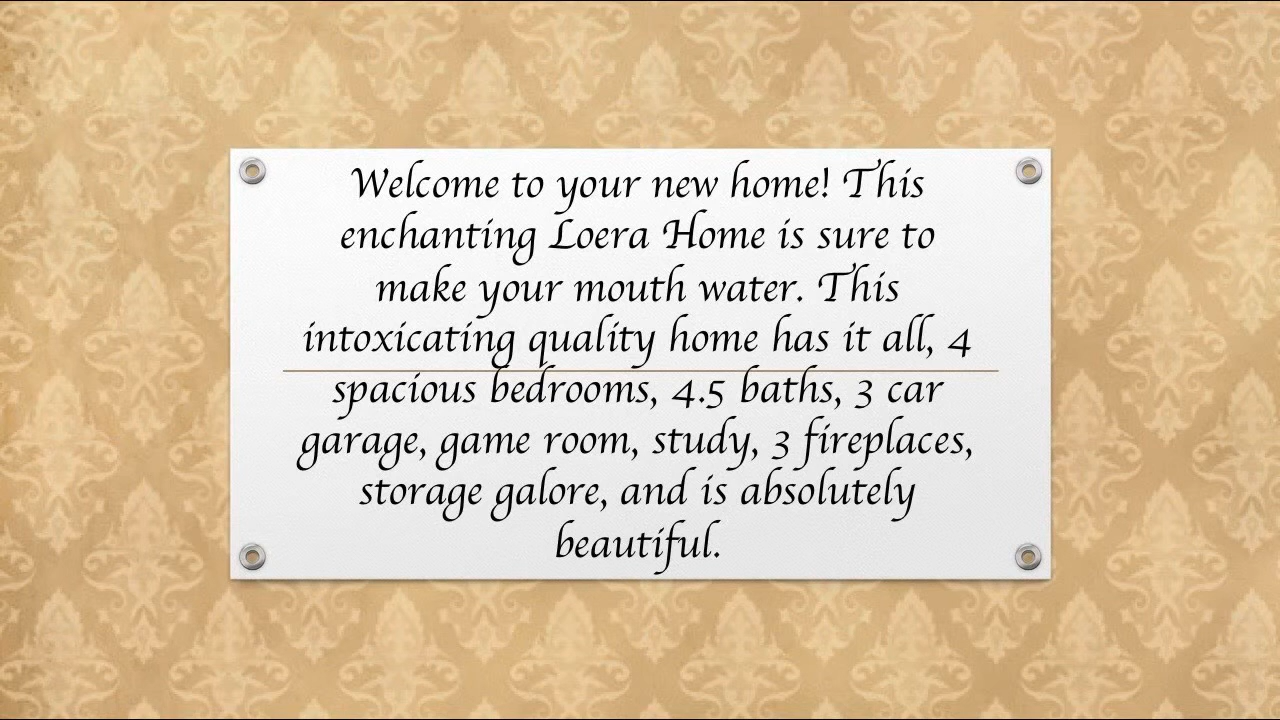 Welcome to your new home! This
enchanting Loera Home is sure to
make your mouth water. This
intoxicating quality home has it all, 4
spacious bedrooms, 4.5 baths, 3 car
garage, game room, study, 3 fireplaces,
storage galore, and is absolutely
beautiful.